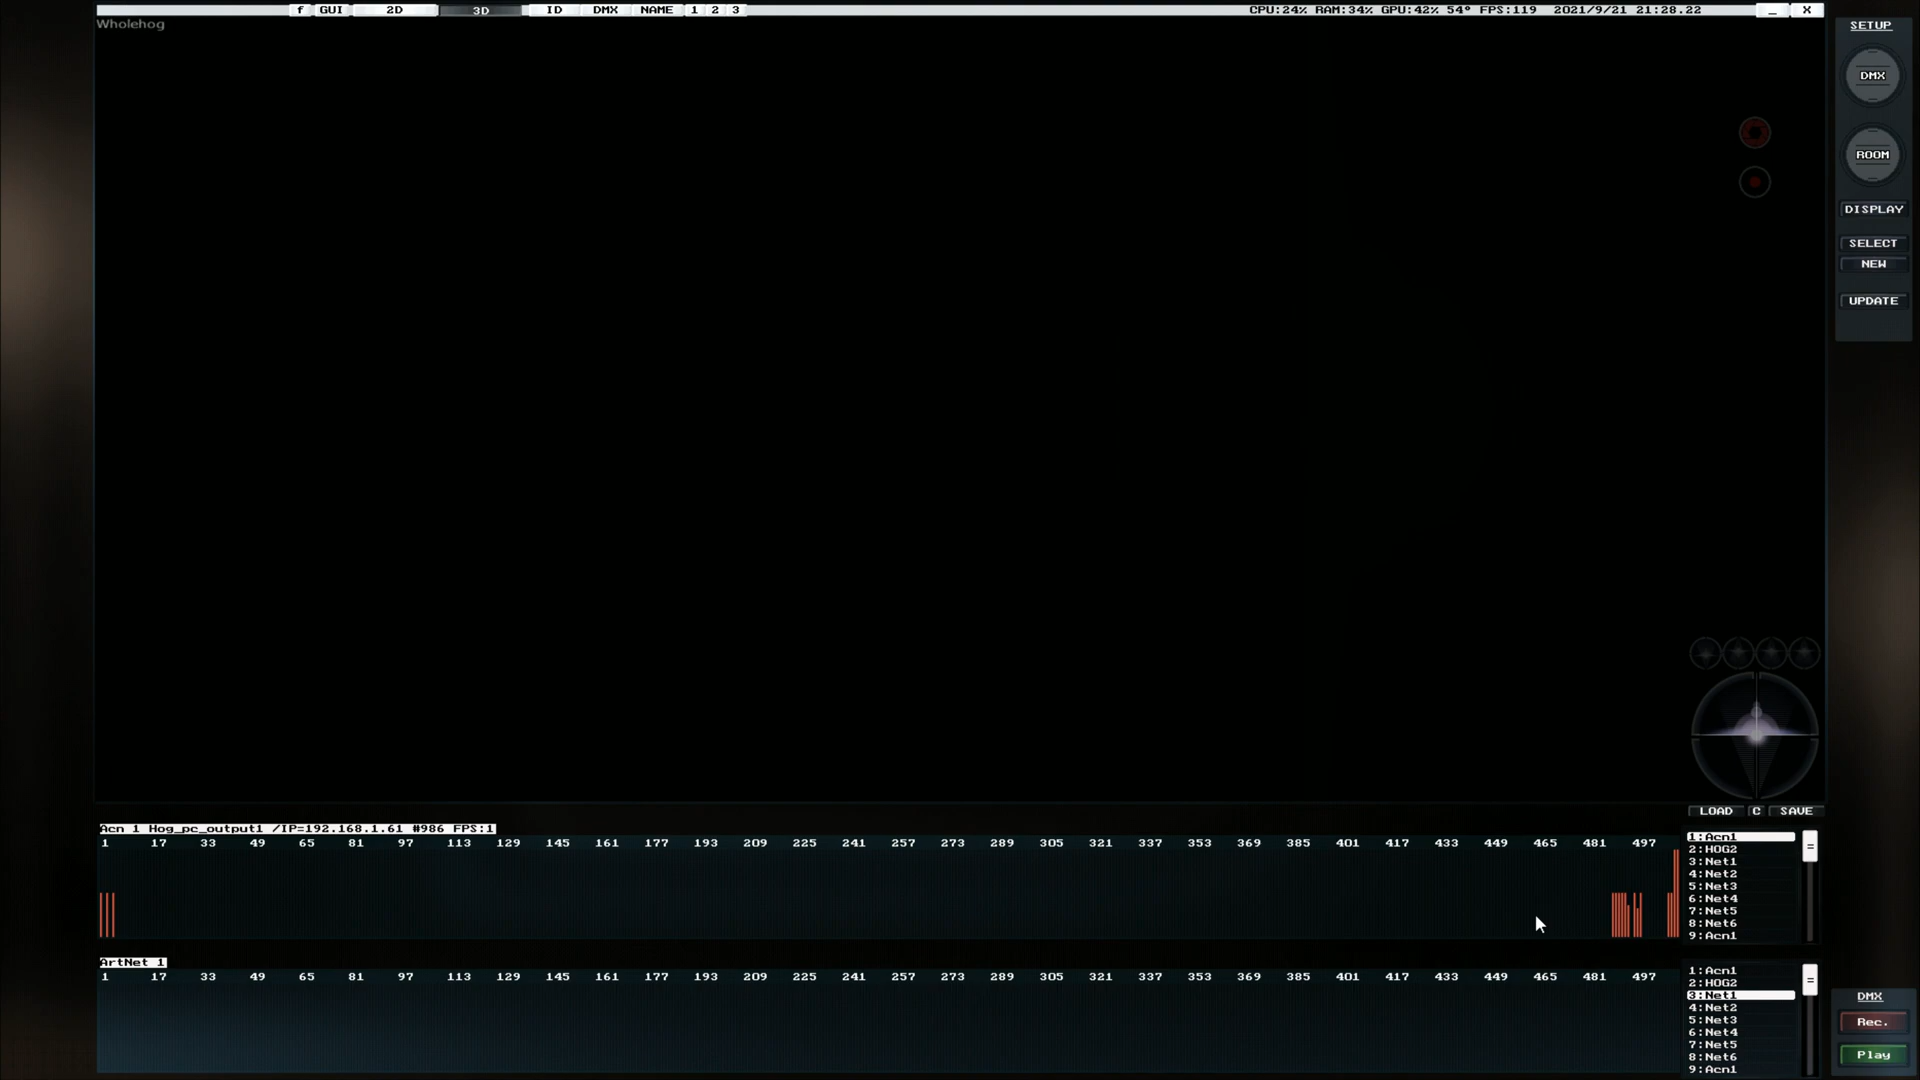 f GUI 2D 3D ID DMX NAME 1 2 3 CPU:24% RAM:34% GPU:42% 54° FPS:119 2021/9/21 21:28.22 _ X
Wholehog
SETUP
DMX
ROOM
DISPLAY
SELECT
NEW
UPDATE
LOAD C SAVE
Acn 1 Hog_pc_output1 /IP=192.168.1.61 #986 FPS:1
1 17 33 49 65 81 97 113 129 145 161 177 193 209 225 241 257 273 289 305 321 337 353 369 385 401 417 433 449 465 481 497
1:Acn1
2:HOG2
3:Net1
4:Net2
5:Net3
6:Net4
7:Net5
8:Net6
9:Acn1
=
ArtNet 1
1 17 33 49 65 81 97 113 129 145 161 177 193 209 225 241 257 273 289 305 321 337 353 369 385 401 417 433 449 465 481 497
1:Acn1
2:HOG2
3:Net1
4:Net2
5:Net3
6:Net4
7:Net5
8:Net6
9:Acn1
=
DMX
Rec.
Play